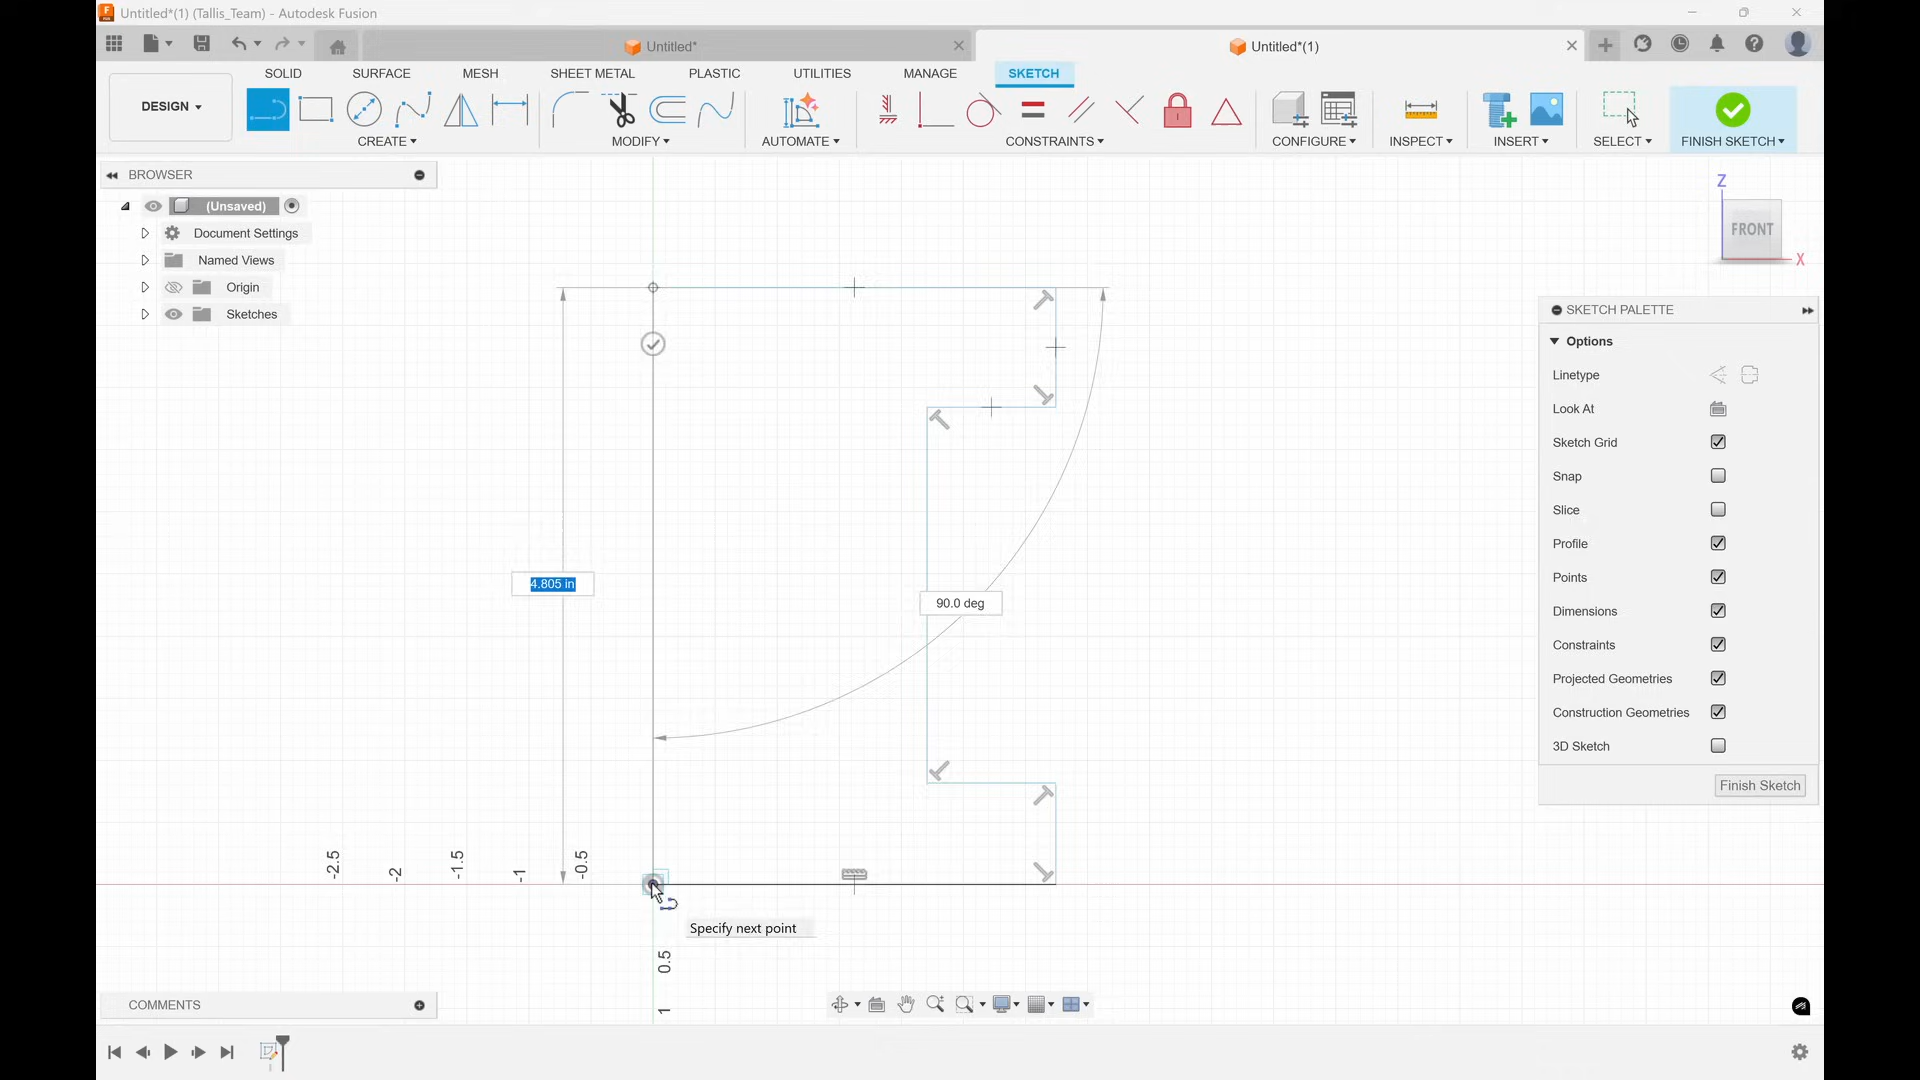 Untitled*(1) (Tallis_Team) - Autodesk Fusion
Untitled*
Untitled*(1)
SOLID
SURFACE
MESH
SHEET METAL
PLASTIC
UTILITIES
MANAGE
SKETCH
DESIGN
CREATE
MODIFY
AUTOMATE
CONSTRAINTS
CONFIGURE
INSPECT
INSERT
SELECT
FINISH SKETCH
BROWSER
(Unsaved)
Document Settings
Named Views
Origin
Sketches
Z
FRONT
X
SKETCH PALETTE
Options
Linetype
Look At
Sketch Grid
Snap
Slice
Profile
Points
Dimensions
Constraints
Projected Geometries
Construction Geometries
3D Sketch
Finish Sketch
4.805 in
90.0 deg
-2.5
-2
-1.5
-1
-0.5
Specify next point
0.5
1
COMMENTS